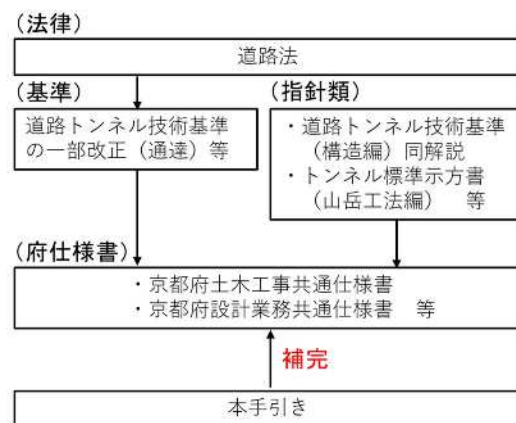 (法律)
道路法
(基準)
道路トンネル技術基準
の一部改正（通達）等
(指針類)
・道路トンネル技術基準
（構造編）同解説
・トンネル標準示方書
（山岳工法編）　等
(府仕様書)
・京都府土木工事共通仕様書
・京都府設計業務共通仕様書　等
補完
本手引き